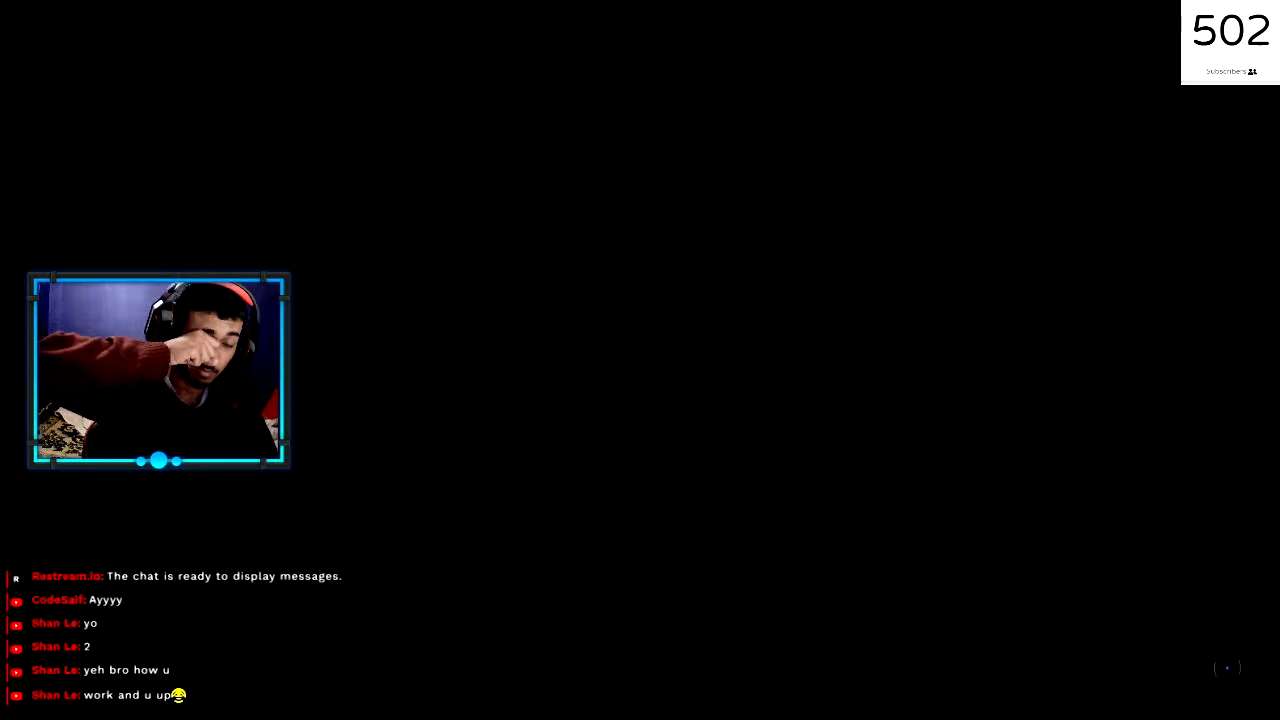 502
Subscribers
Restream.io: The chat is ready to display messages.
CodeSaif: Ayyyy
Shan Le: yo
Shan Le: 2
Shan Le: yeh bro how u
Shan Le: work and u up😂